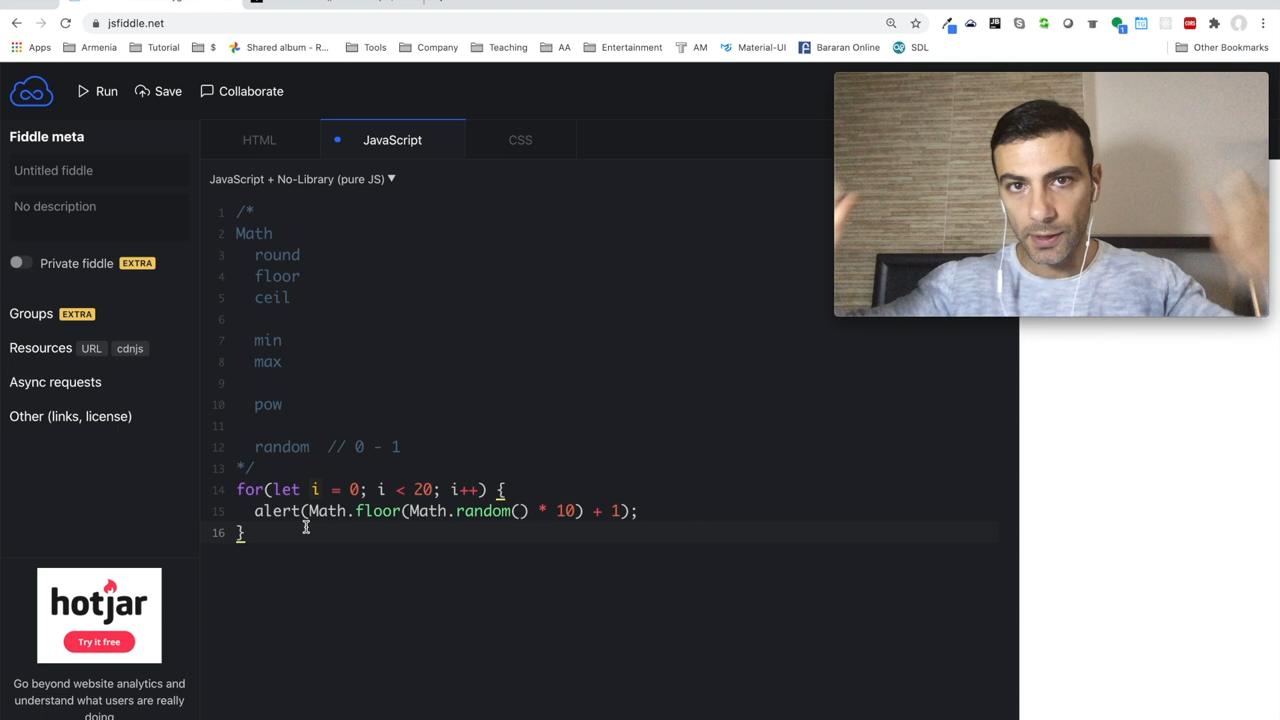 jsfiddle.net
Apps
Armenia
Tutorial
$
Shared album - R...
Tools
Company
Teaching
AA
Entertainment
AM
Material-UI
Bararan Online
SDL
Other Bookmarks
Run
Save
Collaborate
Fiddle meta
Untitled fiddle
No description
Private fiddle EXTRA
Groups EXTRA
Resources URL cdnjs
Async requests
Other (links, license)
hotjar
Try it free
Go beyond website analytics and
understand what users are really
doing
HTML
JavaScript
CSS
JavaScript + No-Library (pure JS) ▼
1 /*
2 Math
3 round
4 floor
5 ceil
6
7 min
8 max
9
10 pow
11
12 random // 0 - 1
13 */
14 for(let i = 0; i < 20; i++) {
15 alert(Math.floor(Math.random() * 10) + 1);
16 }